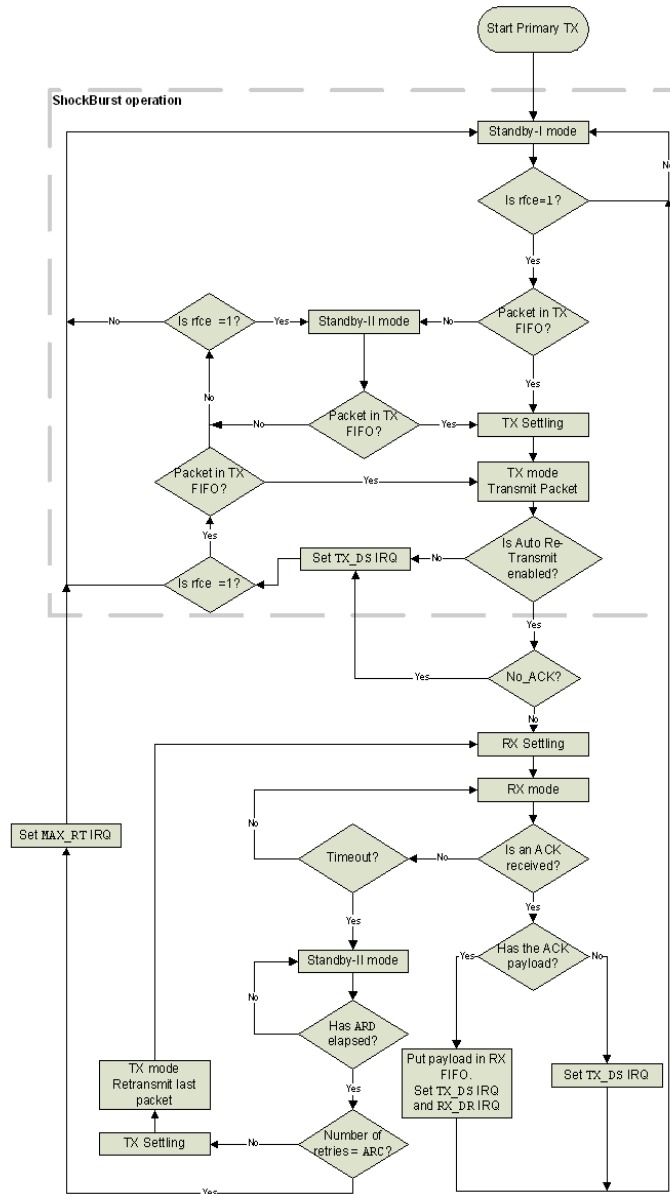 Start Primary TX
ShockBurst operation
Standby-I mode
No
Is rfce=1?
Yes
Is rfce =1?
No
Yes
Standby-II mode
No
Packet in TX
FIFO?
Yes
No
Packet in TX
FIFO?
No
Yes
TX Settling
Packet in TX
FIFO?
Yes
TX mode
Transmit Packet
Yes
Is Auto Re-
Transmit
enabled?
No
Set TX_DS IRQ
Is rfce =1?
Yes
No_ACK?
Yes
No
RX Settling
RX mode
No
Set MAX_RT IRQ
Timeout?
No
Is an ACK
received?
Yes
Yes
Has the ACK
payload?
Yes
No
Standby-II mode
No
Has ARD
elapsed?
Yes
TX mode
Retransmit last
packet
Put payload in RX
FIFO.
Set TX_DS IRQ
and RX_DR IRQ
Set TX_DS IRQ
TX Settling
No
Number of
retries = ARC?
Yes